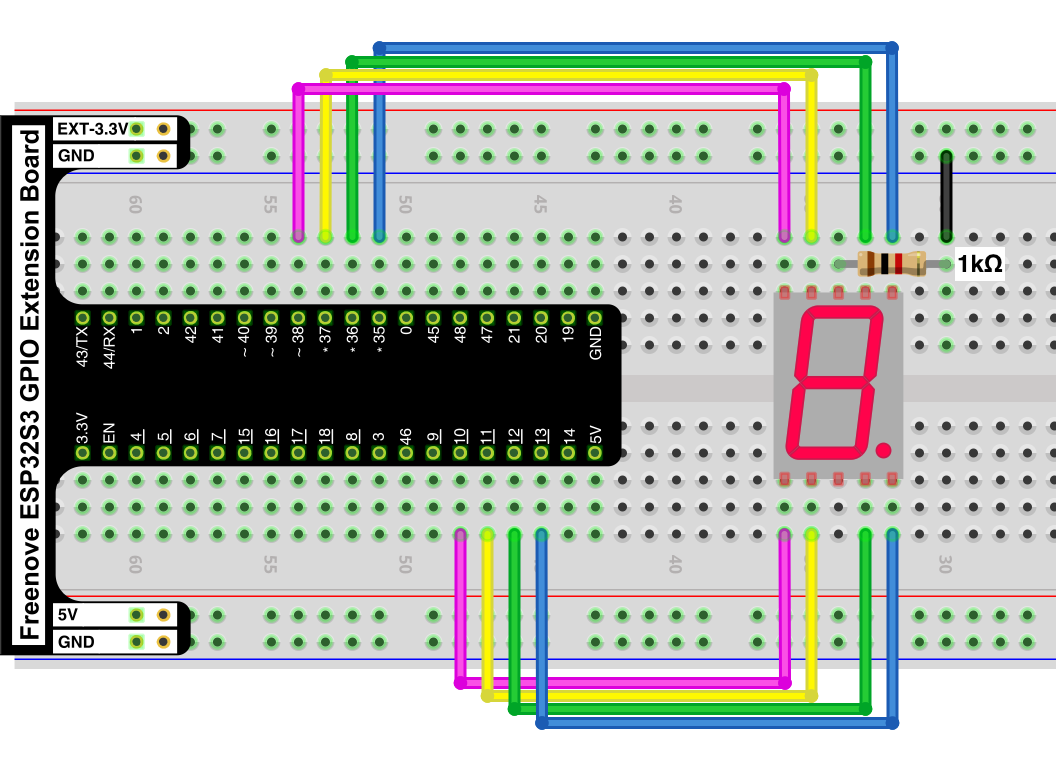 Freenove ESP32S3 GPIO Extension Board
EXT-3.3V
GND
60 55 50 45 40
1kΩ
43/TX 44/RX 1 2 42 41 ~40 ~39 ~38 *37 *36 *35 0 45 48 47 21 20 19 GND
3.3V EN 4 5 6 7 15 16 17 18 8 3 46 9 10 11 12 13 14 5V
60 55 50 40 30
5V
GND